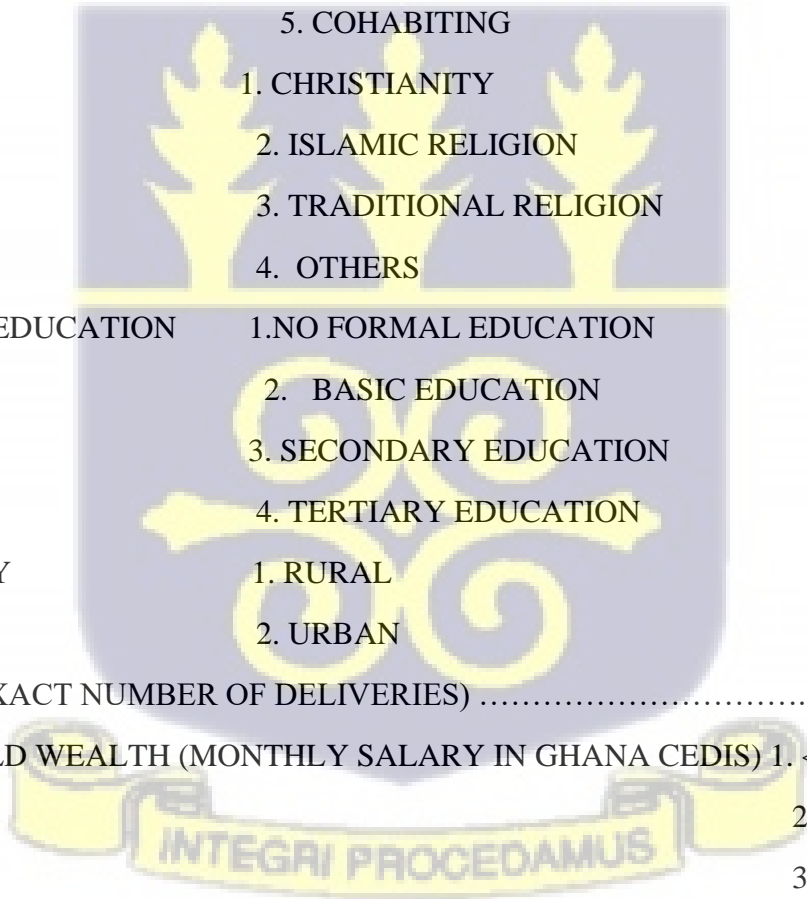 5. COHABITING
1. CHRISTIANITY
2. ISLAMIC RELIGION
3. TRADITIONAL RELIGION
4. OTHERS
EDUCATION 1.NO FORMAL EDUCATION
2. BASIC EDUCATION
3. SECONDARY EDUCATION
4. TERTIARY EDUCATION
Y 1. RURAL
2. URBAN
XACT NUMBER OF DELIVERIES) ……………………………..
LD WEALTH (MONTHLY SALARY IN GHANA CEDIS) 1. <
2
INTEGRI PROCEDAMUS
3